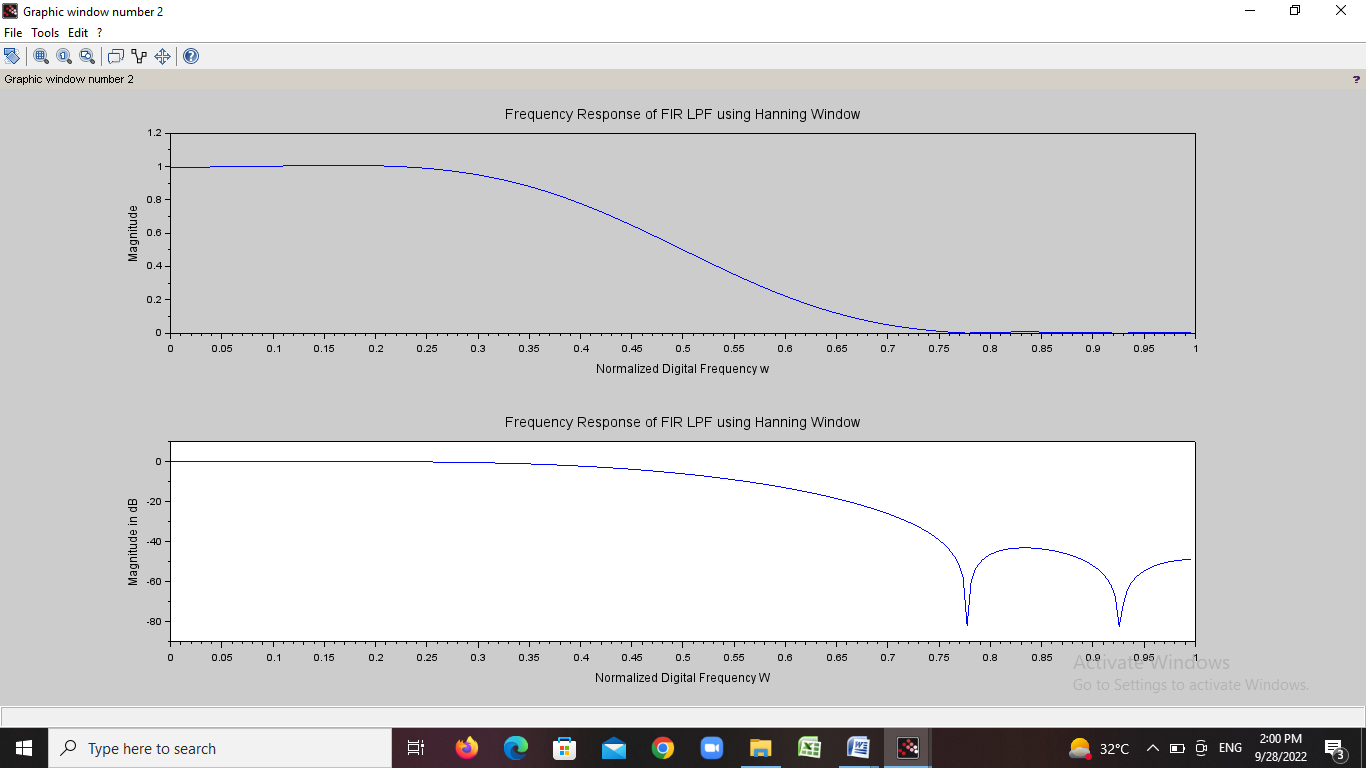 Graphic window number 2
File Tools Edit ?
Graphic window number 2 ?
Frequency Response of FIR LPF using Hanning Window
1.2
1
0.8
0.6
0.4
0.2
0
Magnitude
0 0.05 0.1 0.15 0.2 0.25 0.3 0.35 0.4 0.45 0.5 0.55 0.6 0.65 0.7 0.75 0.8 0.85 0.9 0.95 1
Normalized Digital Frequency w
Frequency Response of FIR LPF using Hanning Window
0
-20
-40
-60
-80
Magnitude in dB
0 0.05 0.1 0.15 0.2 0.25 0.3 0.35 0.4 0.45 0.5 0.55 0.6 0.65 0.7 0.75 0.8 0.85 0.9 0.95 1
Normalized Digital Frequency W
Activate Windows
Go to Settings to activate Windows.
Type here to search
32°C ENG 2:00 PM
9/28/2022
3